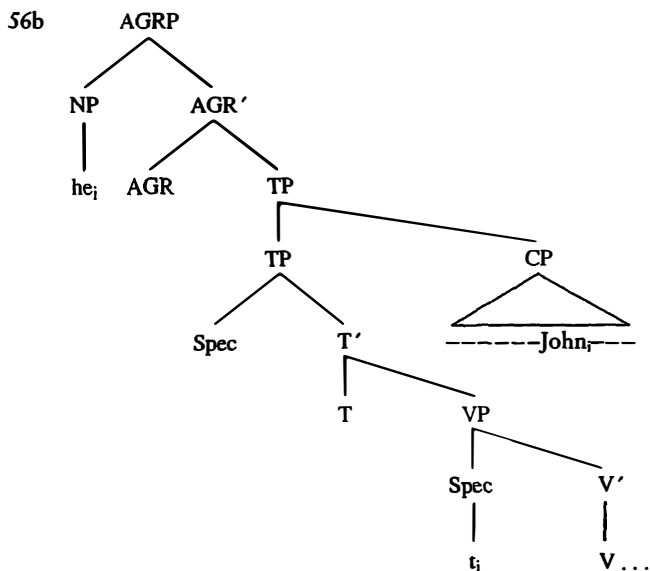 56b AGRP
NP AGR′
he_i AGR TP
TP CP
Spec T′ -----John_i--
T VP
Spec V′
t_i V ...